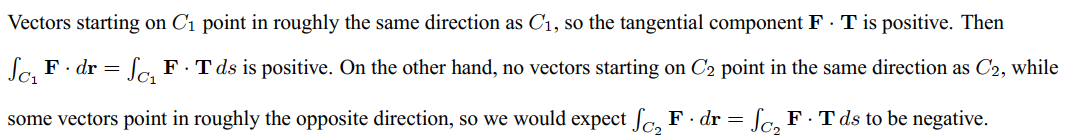 Vectors starting on C₁ point in roughly the same direction as C₁, so the tangential component F · T is positive. Then
∫_{C₁} F · dr = ∫_{C₁} F · T ds is positive. On the other hand, no vectors starting on C₂ point in the same direction as C₂, while
some vectors point in roughly the opposite direction, so we would expect ∫_{C₂} F · dr = ∫_{C₂} F · T ds to be negative.